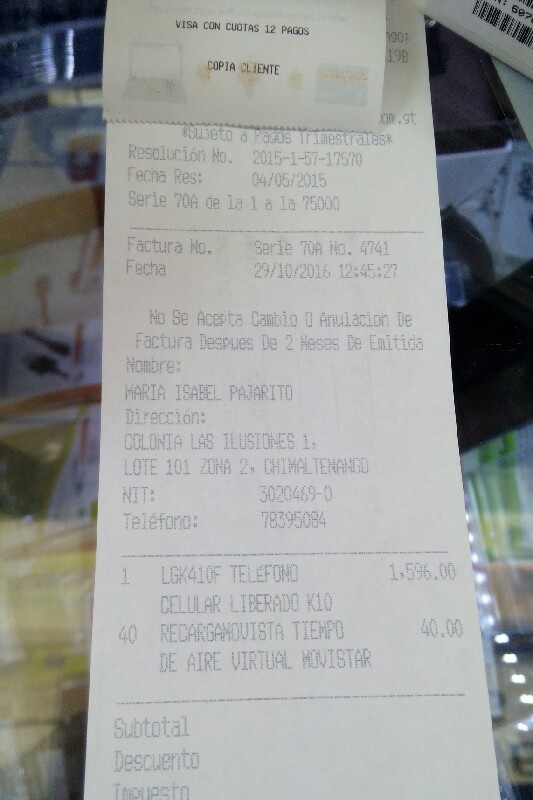 VISA CON CUOTAS 12 PAGOS
COPIA CLIENTE
19B
om.gt
*Sujeto a Pagos Trimestrales*
Resolución No. 2015-1-57-17570
Fecha Res: 04/05/2015
Serie 70A de la 1 a la 75000
Factura No. Serie 70A No. 4741
Fecha 29/10/2016 12:45:27
No Se Acepta Cambio O Anulacion De
Factura Despues De 2 Meses De Emitida
Nombre:
MARIA ISABEL PAJARITO
Dirección:
COLONIA LAS ILUSIONES 1,
LOTE 101 ZONA 2, CHIMALTENANGO
NIT: 3020469-0
Teléfono: 78395084
1 LGK410F TELéFONO 1,596.00
CELULAR LIBERADO K10
40 RECARGAMOVISTA TIEMPO 40.00
DE AIRE VIRTUAL MOVISTAR
Subtotal
Descuento
Impuesto